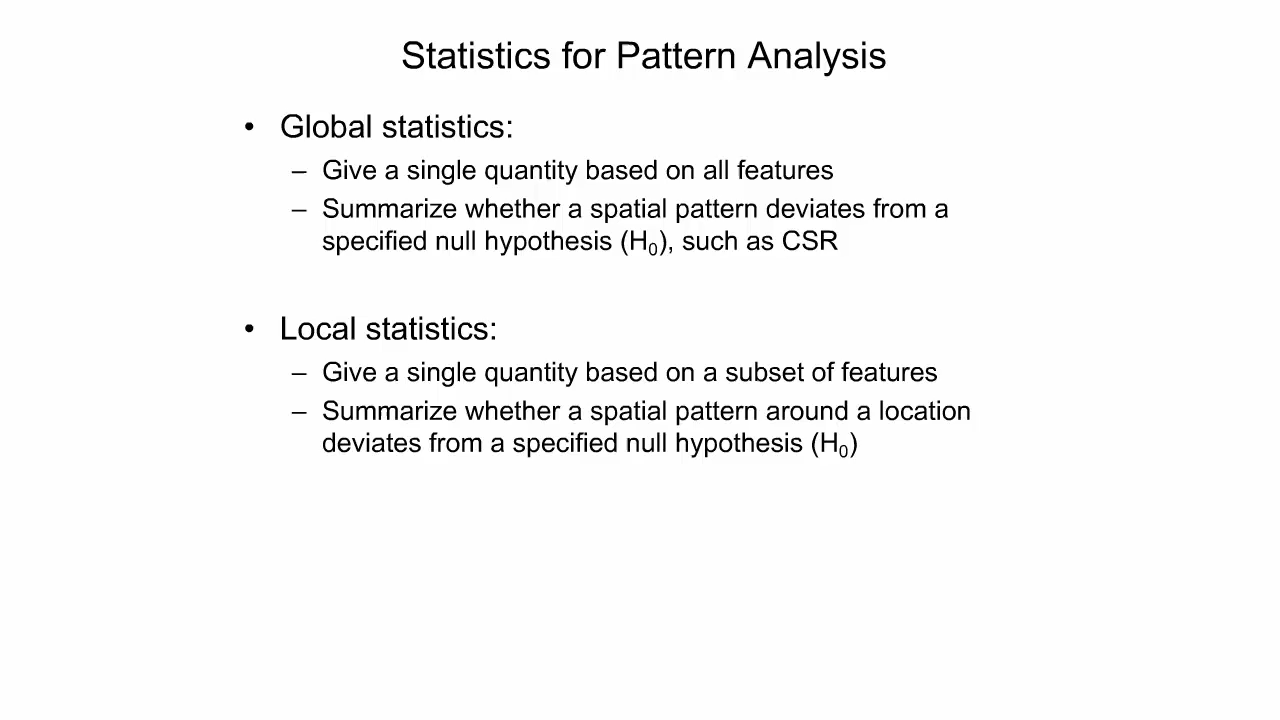 Statistics for Pattern Analysis
• Global statistics:
– Give a single quantity based on all features
– Summarize whether a spatial pattern deviates from a
specified null hypothesis (H₀), such as CSR
• Local statistics:
– Give a single quantity based on a subset of features
– Summarize whether a spatial pattern around a location
deviates from a specified null hypothesis (H₀)